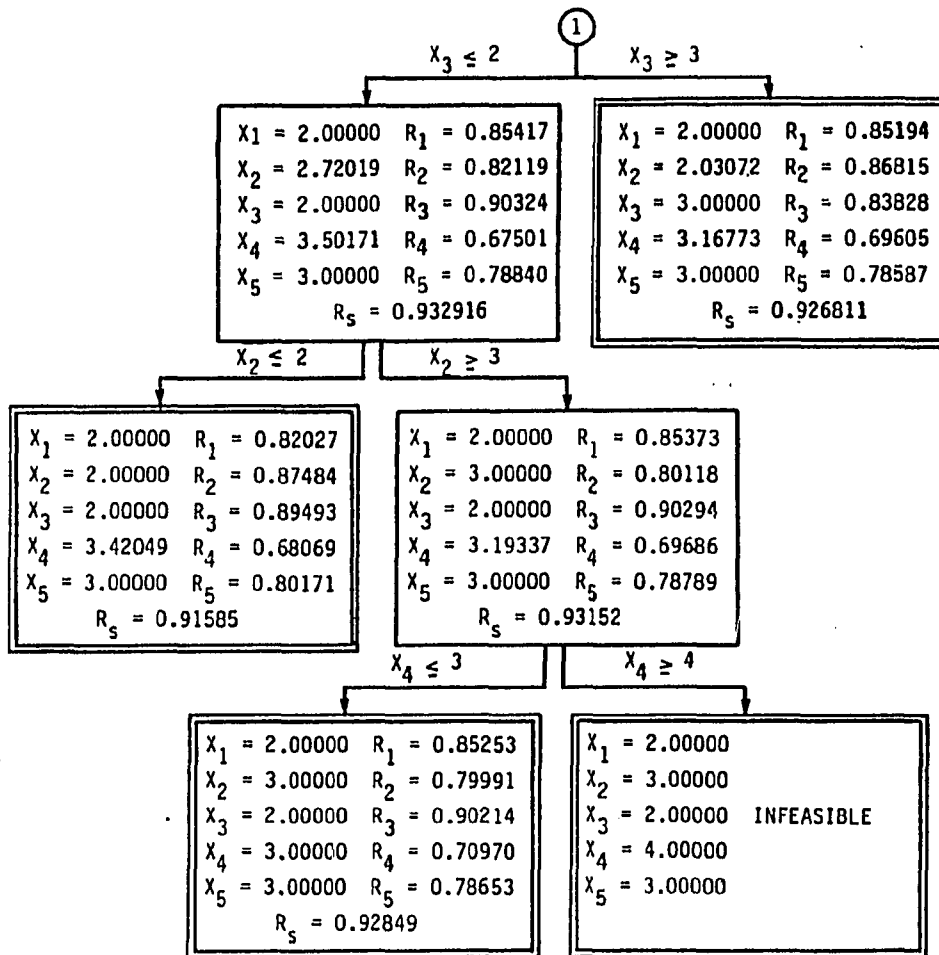 1
X3 ≤ 2
X3 ≥ 3
X1 = 2.00000 R1 = 0.85417
X2 = 2.72019 R2 = 0.82119
X3 = 2.00000 R3 = 0.90324
X4 = 3.50171 R4 = 0.67501
X5 = 3.00000 R5 = 0.78840
Rs = 0.932916
X1 = 2.00000 R1 = 0.85194
X2 = 2.03072 R2 = 0.86815
X3 = 3.00000 R3 = 0.83828
X4 = 3.16773 R4 = 0.69605
X5 = 3.00000 R5 = 0.78587
Rs = 0.926811
X2 ≤ 2
X2 ≥ 3
X1 = 2.00000 R1 = 0.82027
X2 = 2.00000 R2 = 0.87484
X3 = 2.00000 R3 = 0.89493
X4 = 3.42049 R4 = 0.68069
X5 = 3.00000 R5 = 0.80171
Rs = 0.91585
X1 = 2.00000 R1 = 0.85373
X2 = 3.00000 R2 = 0.80118
X3 = 2.00000 R3 = 0.90294
X4 = 3.19337 R4 = 0.69686
X5 = 3.00000 R5 = 0.78789
Rs = 0.93152
X4 ≤ 3
X4 ≥ 4
X1 = 2.00000 R1 = 0.85253
X2 = 3.00000 R2 = 0.79991
X3 = 2.00000 R3 = 0.90214
X4 = 3.00000 R4 = 0.70970
X5 = 3.00000 R5 = 0.78653
Rs = 0.92849
X1 = 2.00000
X2 = 3.00000
X3 = 2.00000 INFEASIBLE
X4 = 4.00000
X5 = 3.00000